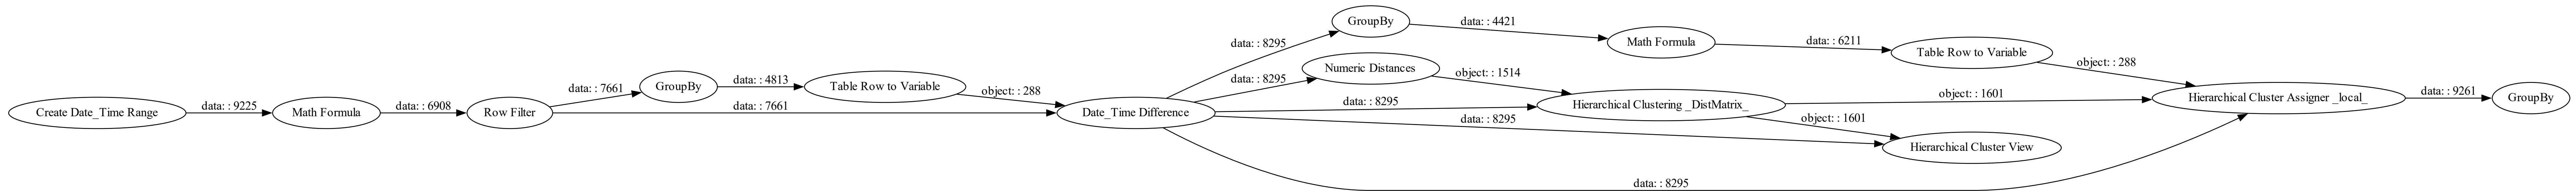 Create Date_Time Range
data: : 9225
Math Formula
data: : 6908
Row Filter
data: : 7661
GroupBy
data: : 4813
Table Row to Variable
object: : 288
data: : 7661
Date_Time Difference
data: : 8295
GroupBy
data: : 4421
Math Formula
data: : 6211
Table Row to Variable
object: : 288
data: : 8295
Numeric Distances
object: : 1514
data: : 8295
Hierarchical Clustering _DistMatrix_
object: : 1601
data: : 8295
object: : 1601
Hierarchical Cluster View
data: : 8295
Hierarchical Cluster Assigner _local_
data: : 9261
GroupBy